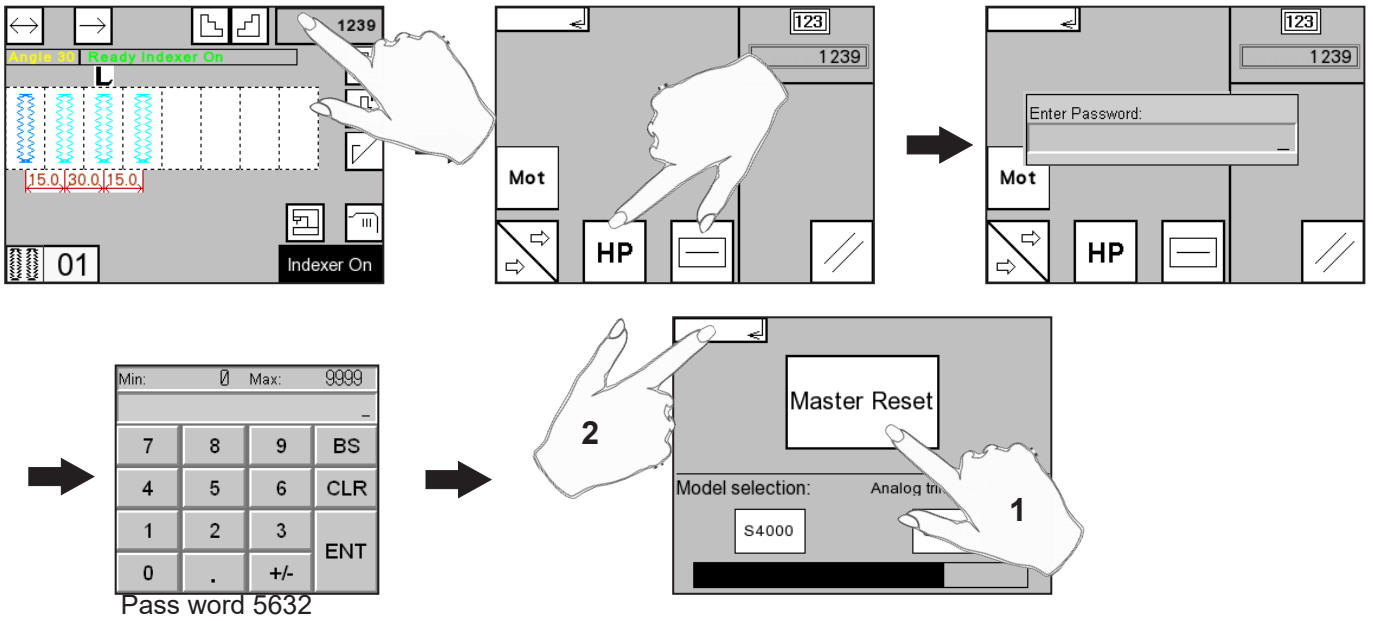 1239
Angle 30 Ready Indexer On
L
15.0 30.0 15.0
01
Indexer On
123
1239
Mot
HP
123
1239
Enter Password:
_
Mot
HP
Min: 0 Max: 9999
_
7 8 9 BS
4 5 6 CLR
1 2 3
ENT
0 . +/-
Pass word 5632
2
Master Reset
1
Model selection: Analog
S4000